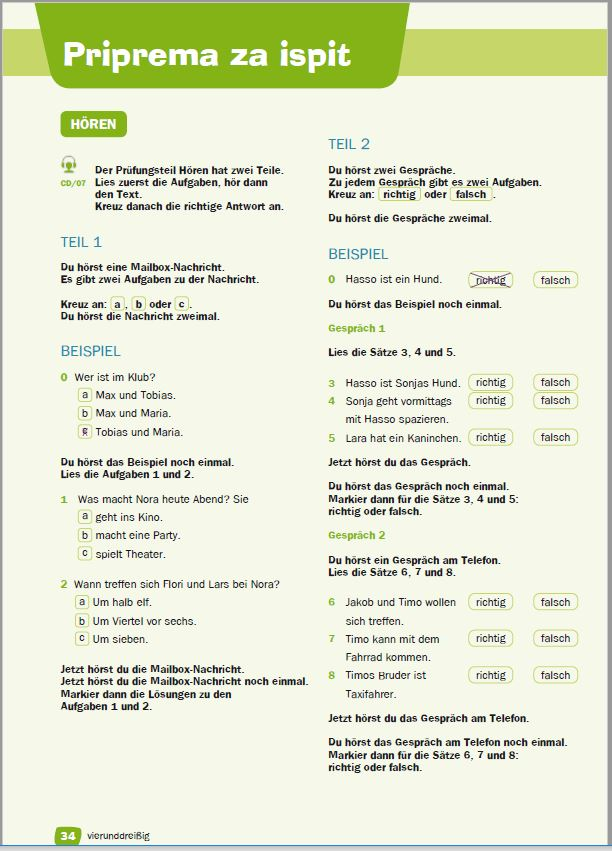 Priprema za ispit
HÖREN
CD/07
Der Prüfungsteil Hören hat zwei Teile.
Lies zuerst die Aufgaben, hör dann
den Text.
Kreuz danach die richtige Antwort an.
TEIL 1
Du hörst eine Mailbox-Nachricht.
Es gibt zwei Aufgaben zu der Nachricht.
Kreuz an: a, b oder c.
Du hörst die Nachricht zweimal.
BEISPIEL
0 Wer ist im Klub?
a Max und Tobias.
b Max und Maria.
c Tobias und Maria.
Du hörst das Beispiel noch einmal.
Lies die Aufgaben 1 und 2.
1 Was macht Nora heute Abend? Sie
a geht ins Kino.
b macht eine Party.
c spielt Theater.
2 Wann treffen sich Flori und Lars bei Nora?
a Um halb elf.
b Um Viertel vor sechs.
c Um sieben.
Jetzt hörst du die Mailbox-Nachricht.
Jetzt hörst du die Mailbox-Nachricht noch einmal.
Markier dann die Lösungen zu den
Aufgaben 1 und 2.
TEIL 2
Du hörst zwei Gespräche.
Zu jedem Gespräch gibt es zwei Aufgaben.
Kreuz an: richtig oder falsch.
Du hörst die Gespräche zweimal.
BEISPIEL
0 Hasso ist ein Hund. richtig falsch
Du hörst das Beispiel noch einmal.
Gespräch 1
Lies die Sätze 3, 4 und 5.
3 Hasso ist Sonjas Hund. richtig falsch
4 Sonja geht vormittags richtig falsch
mit Hasso spazieren.
5 Lara hat ein Kaninchen. richtig falsch
Jetzt hörst du das Gespräch.
Du hörst das Gespräch noch einmal.
Markier dann für die Sätze 3, 4 und 5:
richtig oder falsch.
Gespräch 2
Du hörst ein Gespräch am Telefon.
Lies die Sätze 6, 7 und 8.
6 Jakob und Timo wollen richtig falsch
sich treffen.
7 Timo kann mit dem richtig falsch
Fahrrad kommen.
8 Timos Bruder ist richtig falsch
Taxifahrer.
Jetzt hörst du das Gespräch am Telefon.
Du hörst das Gespräch am Telefon noch einmal.
Markier dann für die Sätze 6, 7 und 8:
richtig oder falsch.
34 vierunddreißig